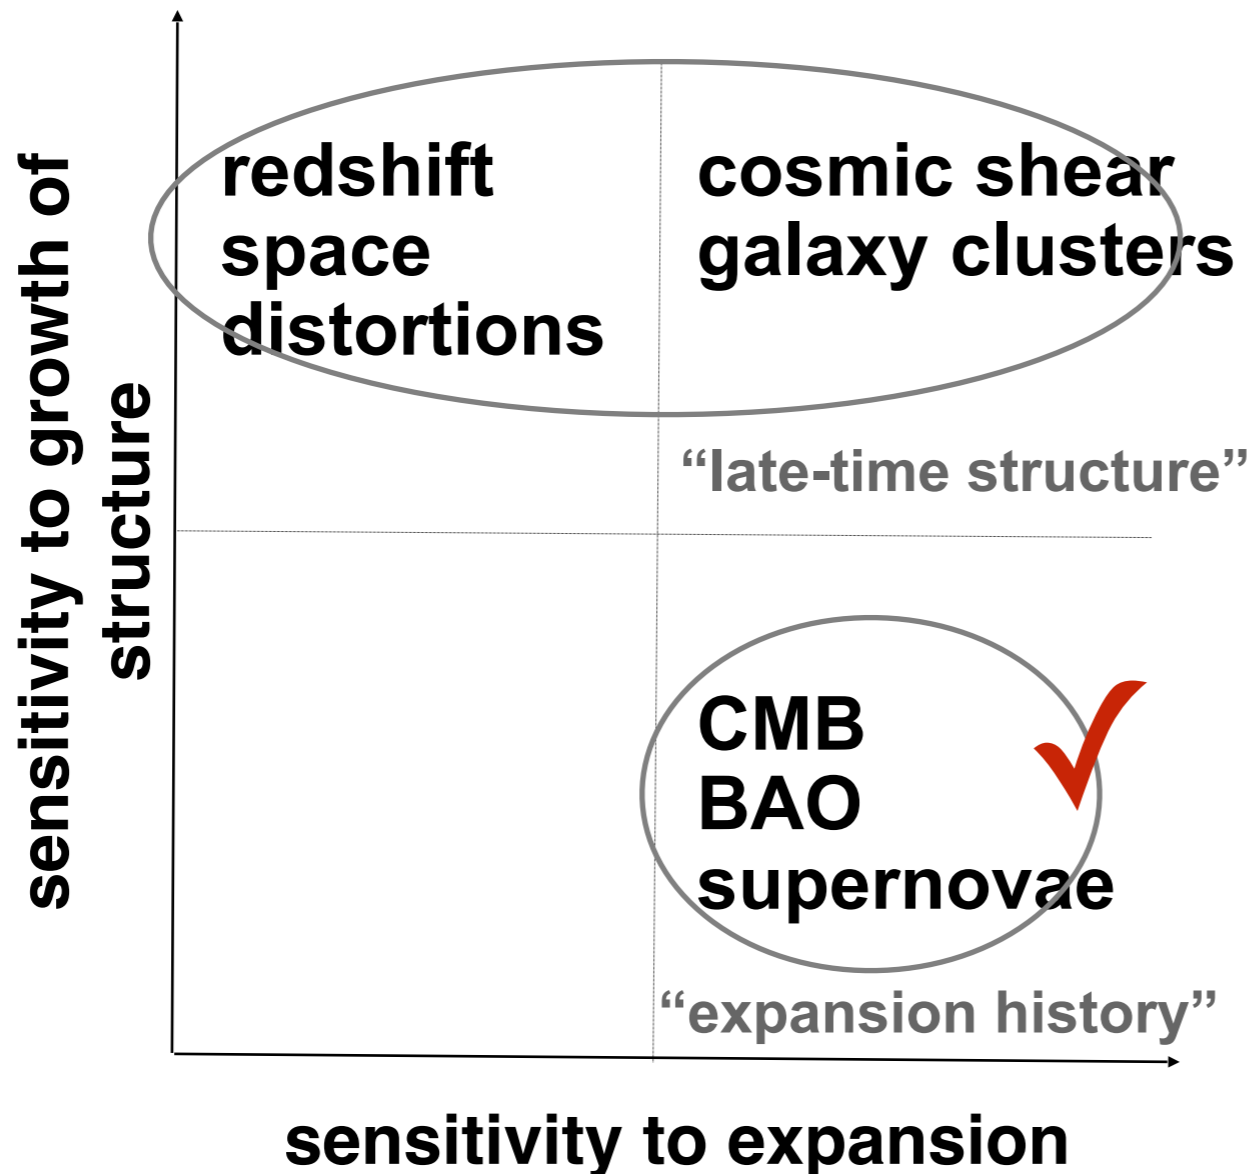 sensitivity to growth of
structure
redshift
space
distortions
cosmic shear
galaxy clusters
“late-time structure”
CMB
BAO
supernovae
“expansion history”
sensitivity to expansion